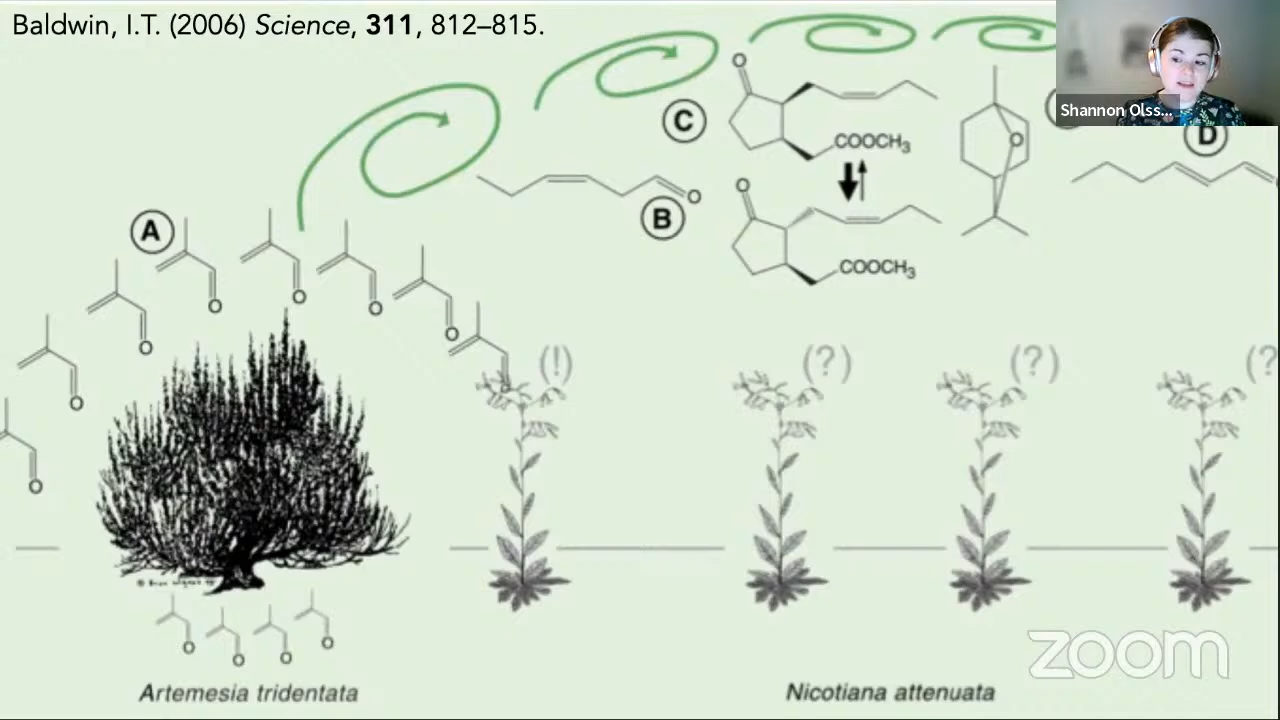 Baldwin, I.T. (2006) Science, 311, 812–815.
Shannon Olss...
C
COOCH3
O
O
D
O
B
O
A
O
COOCH3
O
O
O
O
O
O
(!)
(?)
(?)
(?
O
O
O
O
O
O
zoom
Artemesia tridentata
Nicotiana attenuata